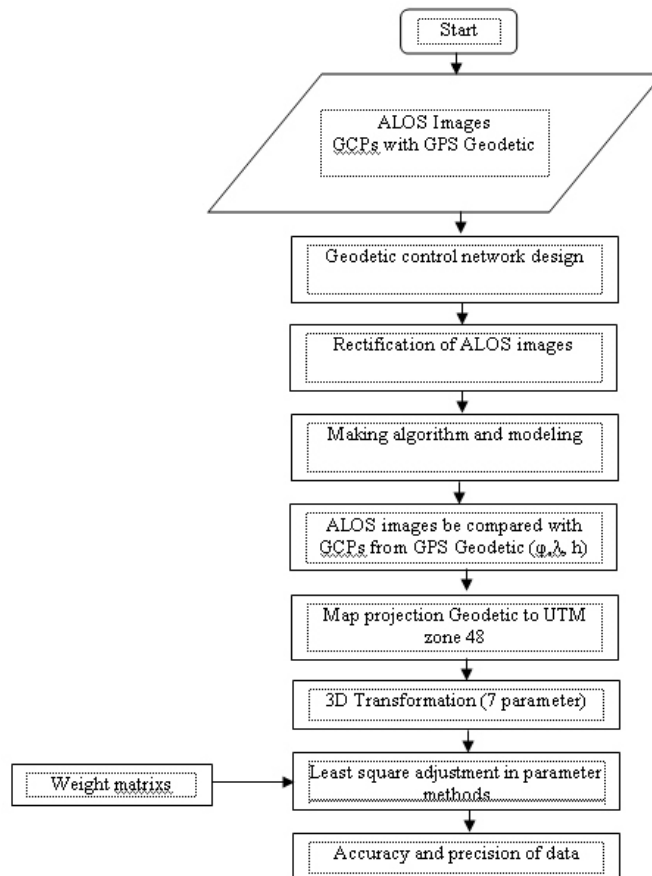 Start
ALOS Images
GCPs with GPS Geodetic
Geodetic control network design
Rectification of ALOS images
Making algorithm and modeling
ALOS images be compared with
GCPs from GPS Geodetic (φ,λ, h)
Map projection Geodetic to UTM
zone 48
3D Transformation (7 parameter)
Weight matrixs
Least square adjustment in parameter
methods
Accuracy and precision of data